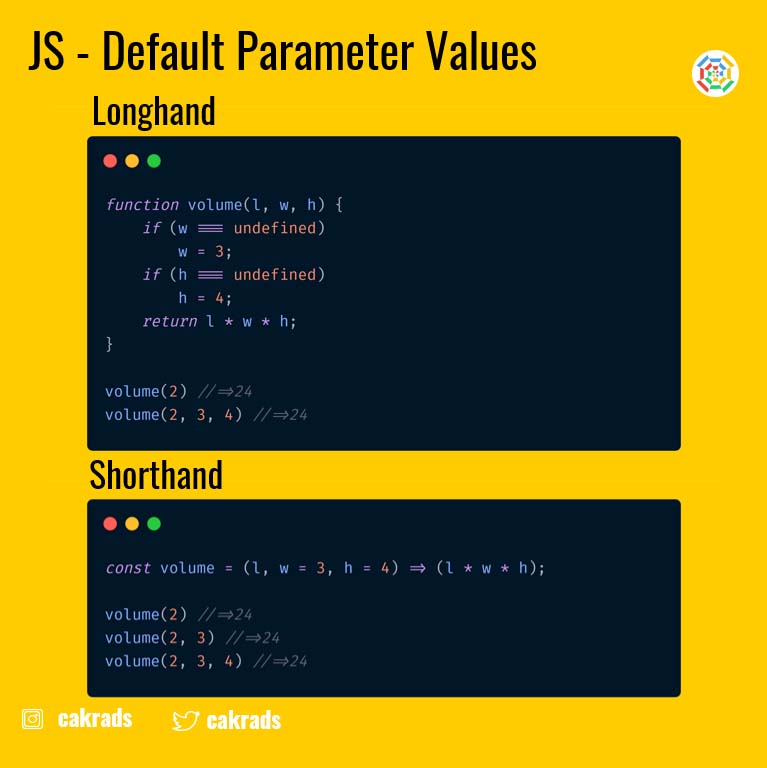 JS - Default Parameter Values
Longhand
function volume(l, w, h) {
    if (w === undefined)
        w = 3;
    if (h === undefined)
        h = 4;
    return l * w * h;
}
volume(2) //=>24
volume(2, 3, 4) //=>24
Shorthand
const volume = (l, w = 3, h = 4) => (l * w * h);
volume(2) //=>24
volume(2, 3) //=>24
volume(2, 3, 4) //=>24
cakrads cakrads